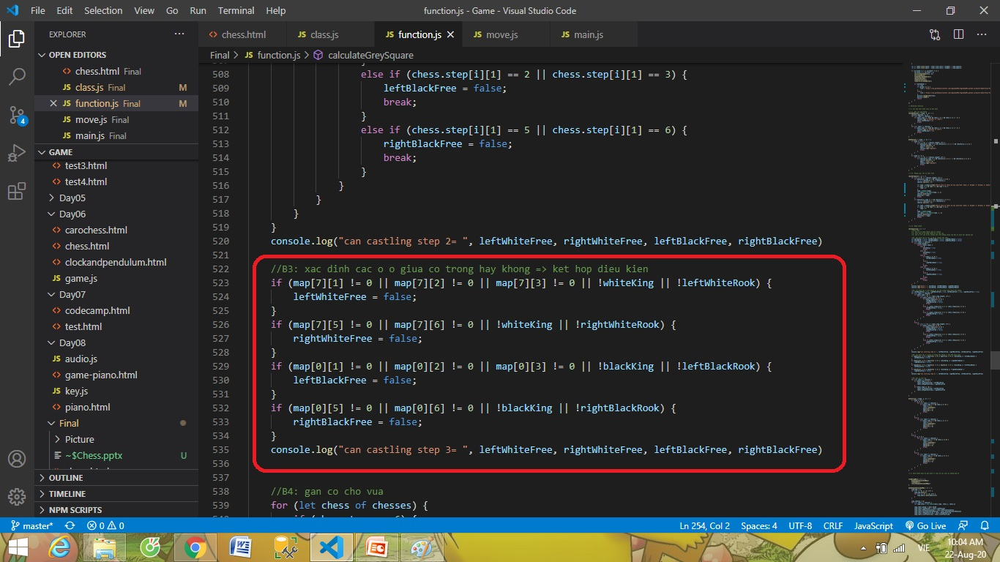 File Edit Selection View Go Run Terminal Help function.js - Game - Visual Studio Code
EXPLORER
OPEN EDITORS
chess.html Final
JS class.js Final M
JS function.js Final M
JS move.js Final
JS main.js Final
GAME
test3.html
test4.html
Day05
Day06
carochess.html
chess.html
clockandpendulum.html
JS game.js
Day07
codecamp.html
test.html
Day08
JS audio.js
game-piano.html
JS key.js
piano.html
Final
Picture
~$Chess.pptx U
OUTLINE
TIMELINE
NPM SCRIPTS
4
chess.html JS class.js JS function.js JS move.js JS main.js
Final > JS function.js > calculateGreySquare
508 else if (chess.step[i][1] == 2 || chess.step[i][1] == 3) {
509 leftBlackFree = false;
510 break;
511 }
512 else if (chess.step[i][1] == 5 || chess.step[i][1] == 6) {
513 rightBlackFree = false;
514 break;
515 }
516 }
517 }
518 }
519 }
520 console.log("can castling step 2= ", leftWhiteFree, rightWhiteFree, leftBlackFree, rightBlackFree)
521
522 //B3: xac dinh cac o o giua co trong hay khong => ket hop dieu kien
523 if (map[7][1] != 0 || map[7][2] != 0 || map[7][3] != 0 || !whiteKing || !leftWhiteRook) {
524 leftWhiteFree = false;
525 }
526 if (map[7][5] != 0 || map[7][6] != 0 || !whiteKing || !rightWhiteRook) {
527 rightWhiteFree = false;
528 }
529 if (map[0][1] != 0 || map[0][2] != 0 || map[0][3] != 0 || !blackKing || !leftBlackRook) {
530 leftBlackFree = false;
531 }
532 if (map[0][5] != 0 || map[0][6] != 0 || !blackKing || !rightBlackRook) {
533 rightBlackFree = false;
534 }
535 console.log("can castling step 3= ", leftWhiteFree, rightWhiteFree, leftBlackFree, rightBlackFree)
536
537
538 //B4: gan co cho vua
539 for (let chess of chesses) {
master* 0 0 Ln 254, Col 2 Spaces: 4 UTF-8 CRLF JavaScript Go Live
VIE 10:04 AM
22-Aug-20